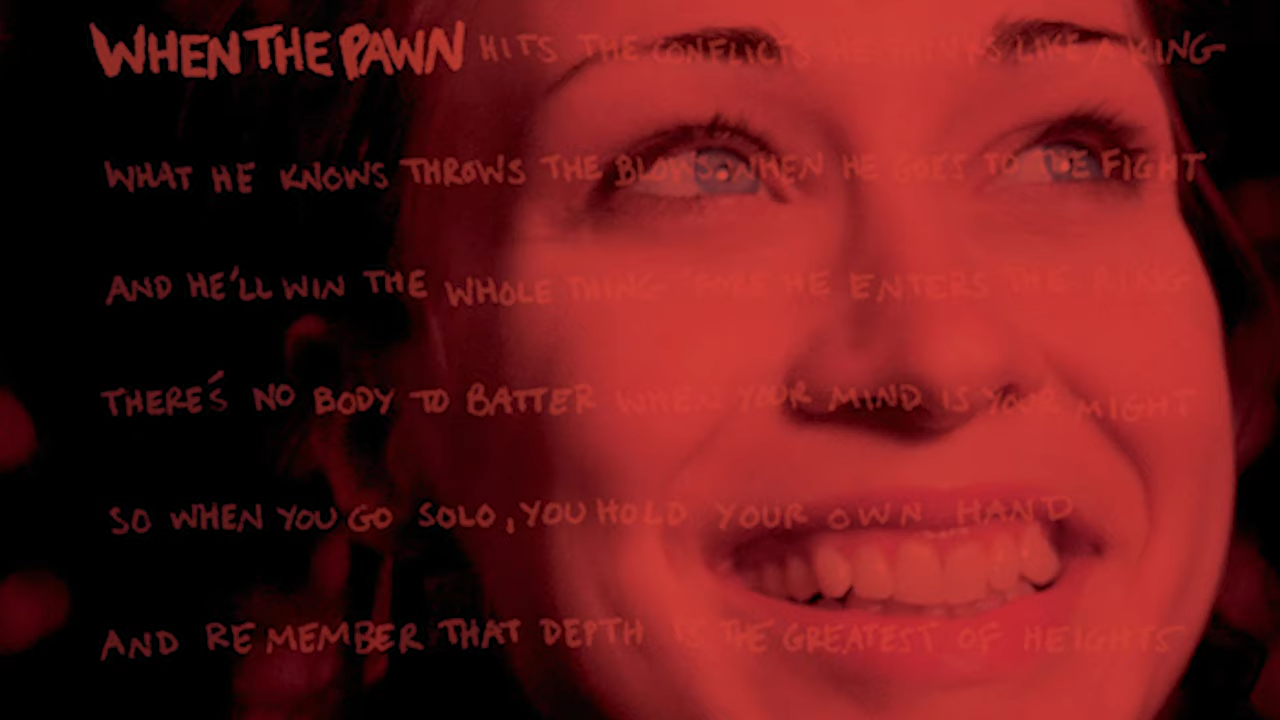 WHEN THE PAWN HITS THE CONFLICTS HE THINKS LIKE A KING
WHAT HE KNOWS THROWS THE BLOWS WHEN HE GOES TO THE FIGHT
AND HE'LL WIN THE WHOLE THING 'FORE HE ENTERS THE RING
THERE'S NO BODY TO BATTER WHEN YOUR MIND IS YOUR MIGHT
SO WHEN YOU GO SOLO, YOU HOLD YOUR OWN HAND
AND REMEMBER THAT DEPTH IS THE GREATEST OF HEIGHTS